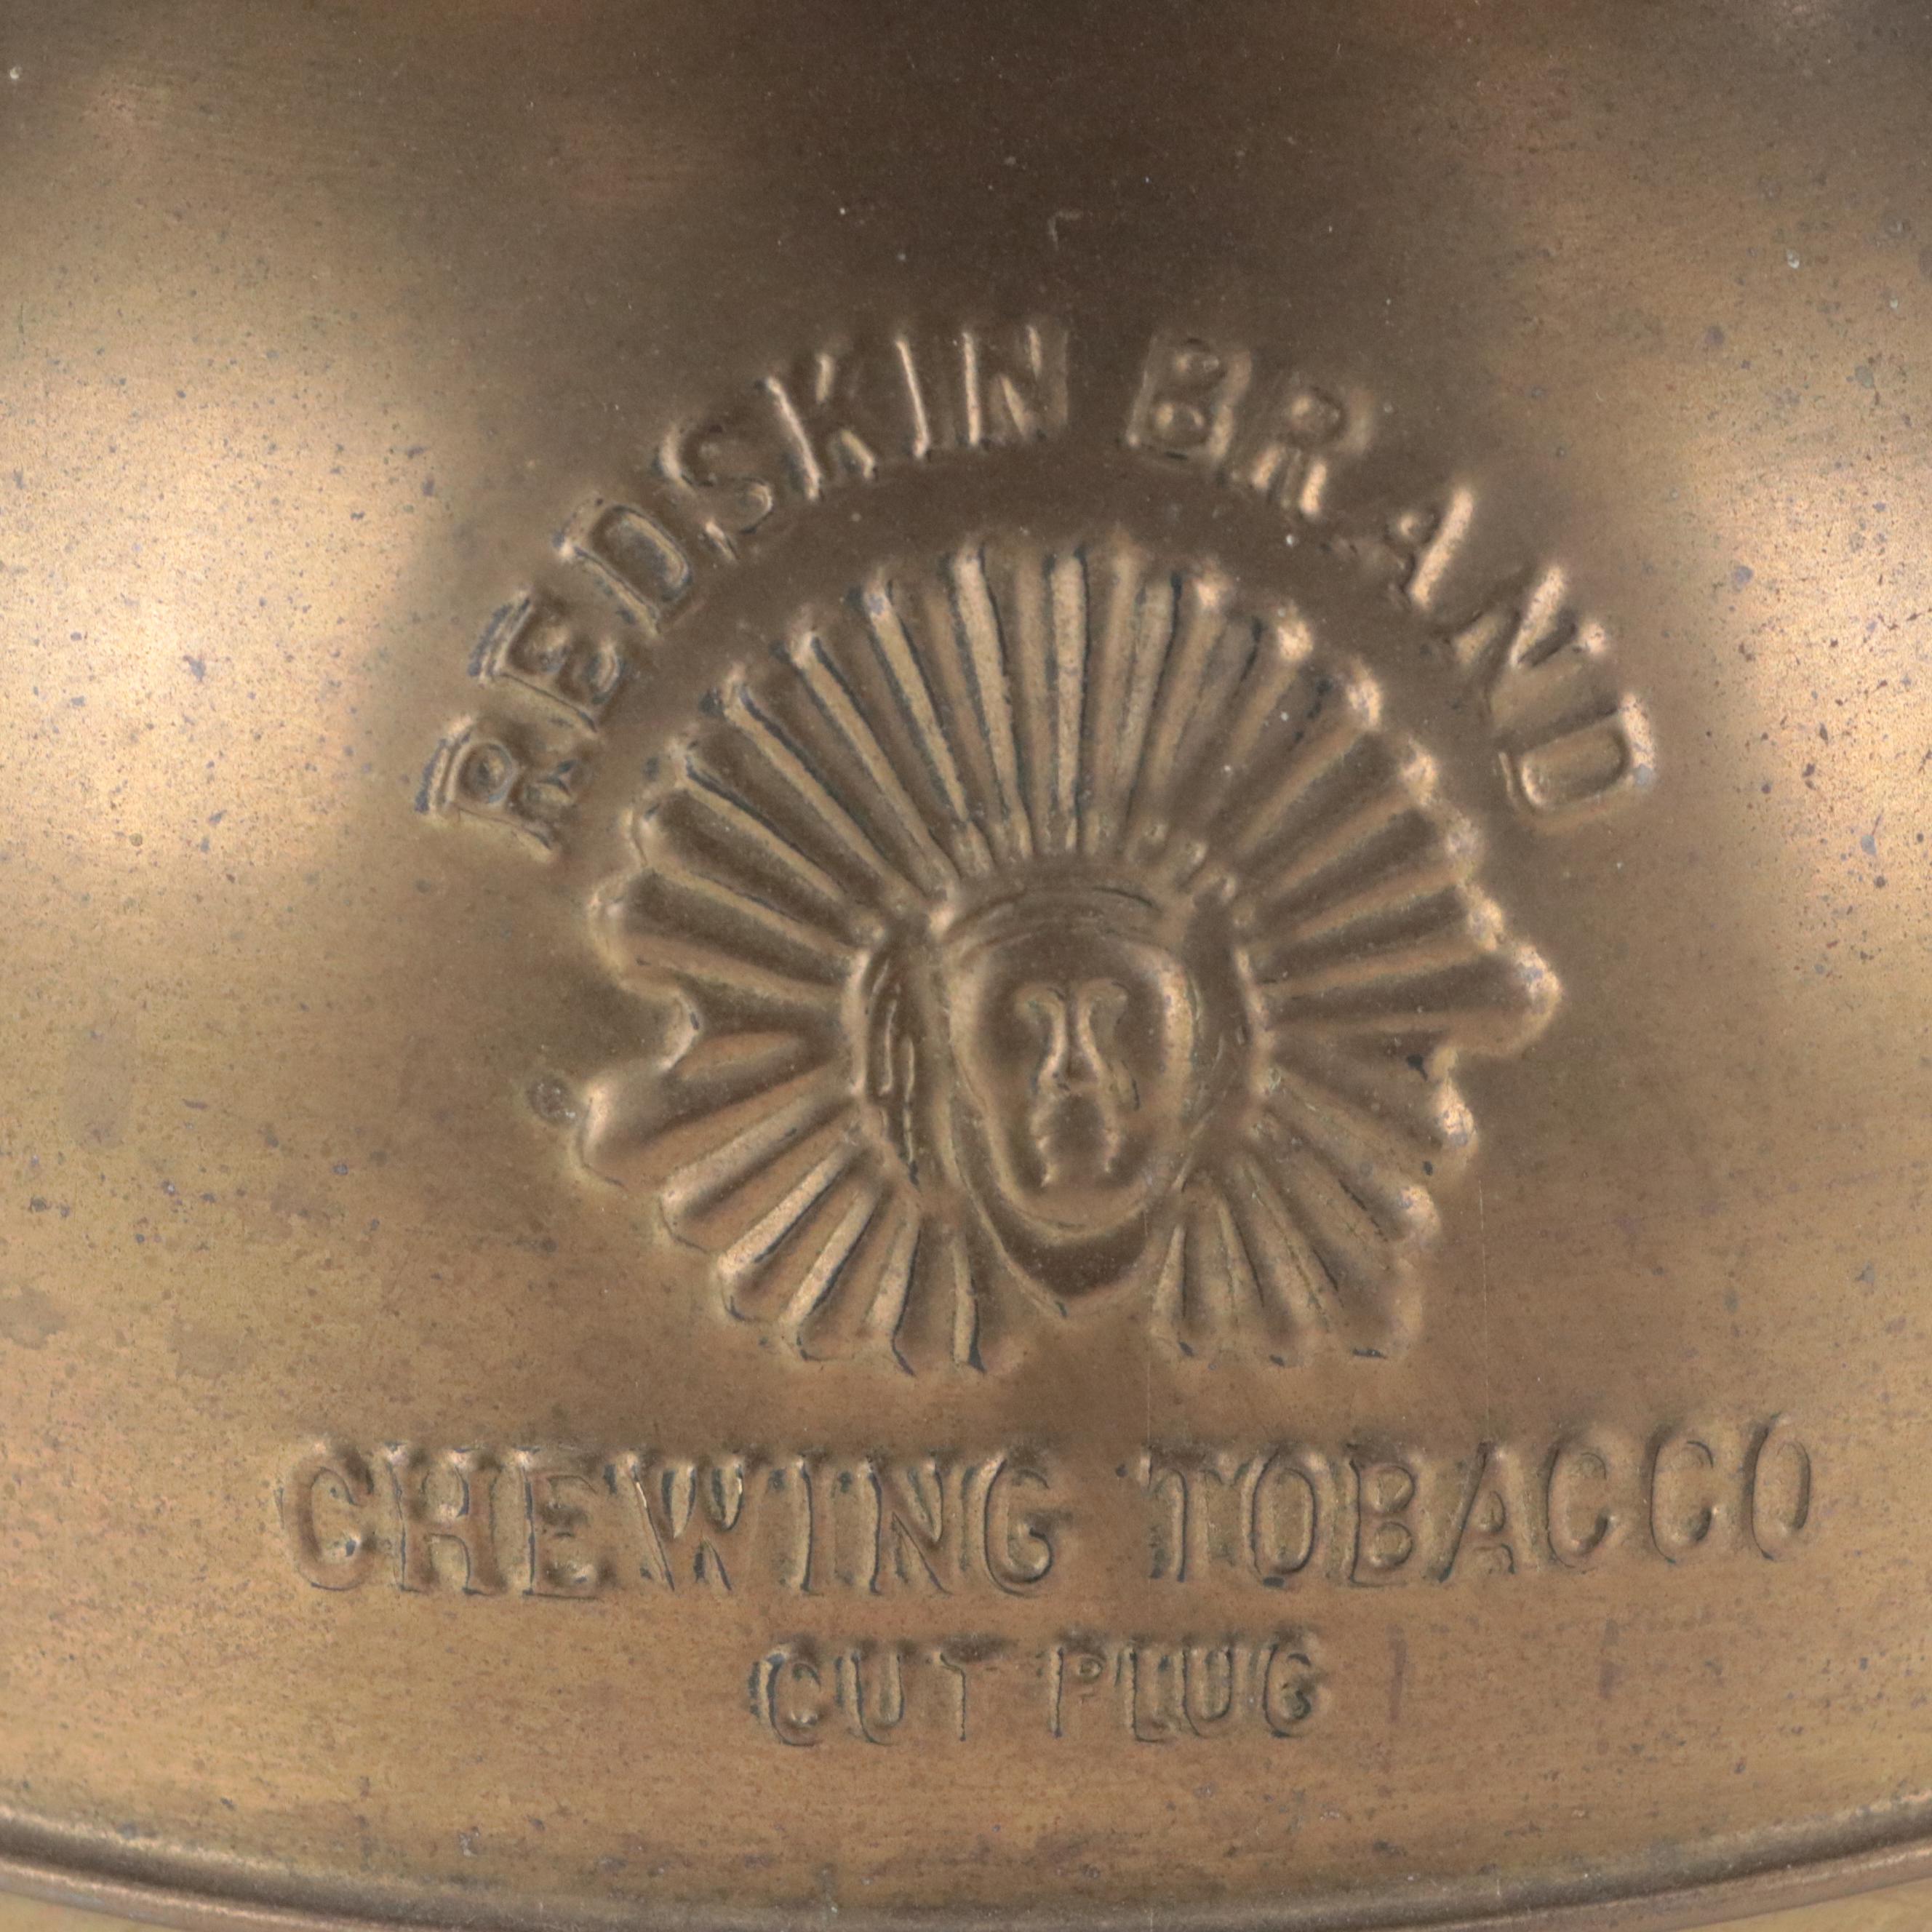 REDSKIN BRAND
CHEWING TOBACCO
CUT PLUG